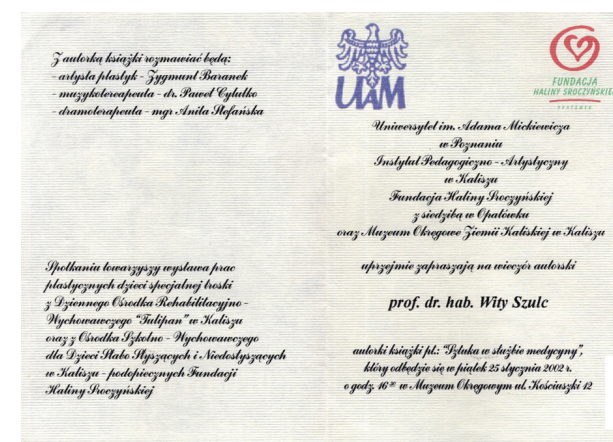 Z autorką książki rozmawiać będą:
- artysta plastyk - Zygmunt Baranek
- muzykoterapeuta - dr. Paweł Cylulko
- dramoterapeuta - mgr Anita Stefańska
Spotkaniu towarzyszy wystawa prac
plastycznych dzieci specjalnej troski
z Dziennego Ośrodka Rehabilitacyjno -
Wychowawczego "Tulipan" w Kaliszu
oraz z Ośrodka Szkolno - Wychowawczego
dla Dzieci Słabo Słyszących i Niedosłyszących
w Kaliszu - podopiecznych Fundacji
Haliny Sroczyńskiej
UAM
FUNDACJA
HALINY SROCZYŃSKIEJ
Uniwersytet im. Adama Mickiewicza
w Poznaniu
Instytut Pedagogiczno - Artystyczny
w Kaliszu
Fundacja Haliny Sroczyńskiej
z siedzibą w Opatówku
oraz Muzeum Okręgowe Ziemii Kaliskiej w Kaliszu
uprzejmie zapraszają na wieczór autorski
prof. dr. hab. Wity Szulc
autorki książki pt.: "Sztuka w służbie medycyny",
który odbędzie się w piątek 25 stycznia 2002 r.
o godz. 16³⁰ w Muzeum Okręgowym ul. Kościuszki 12